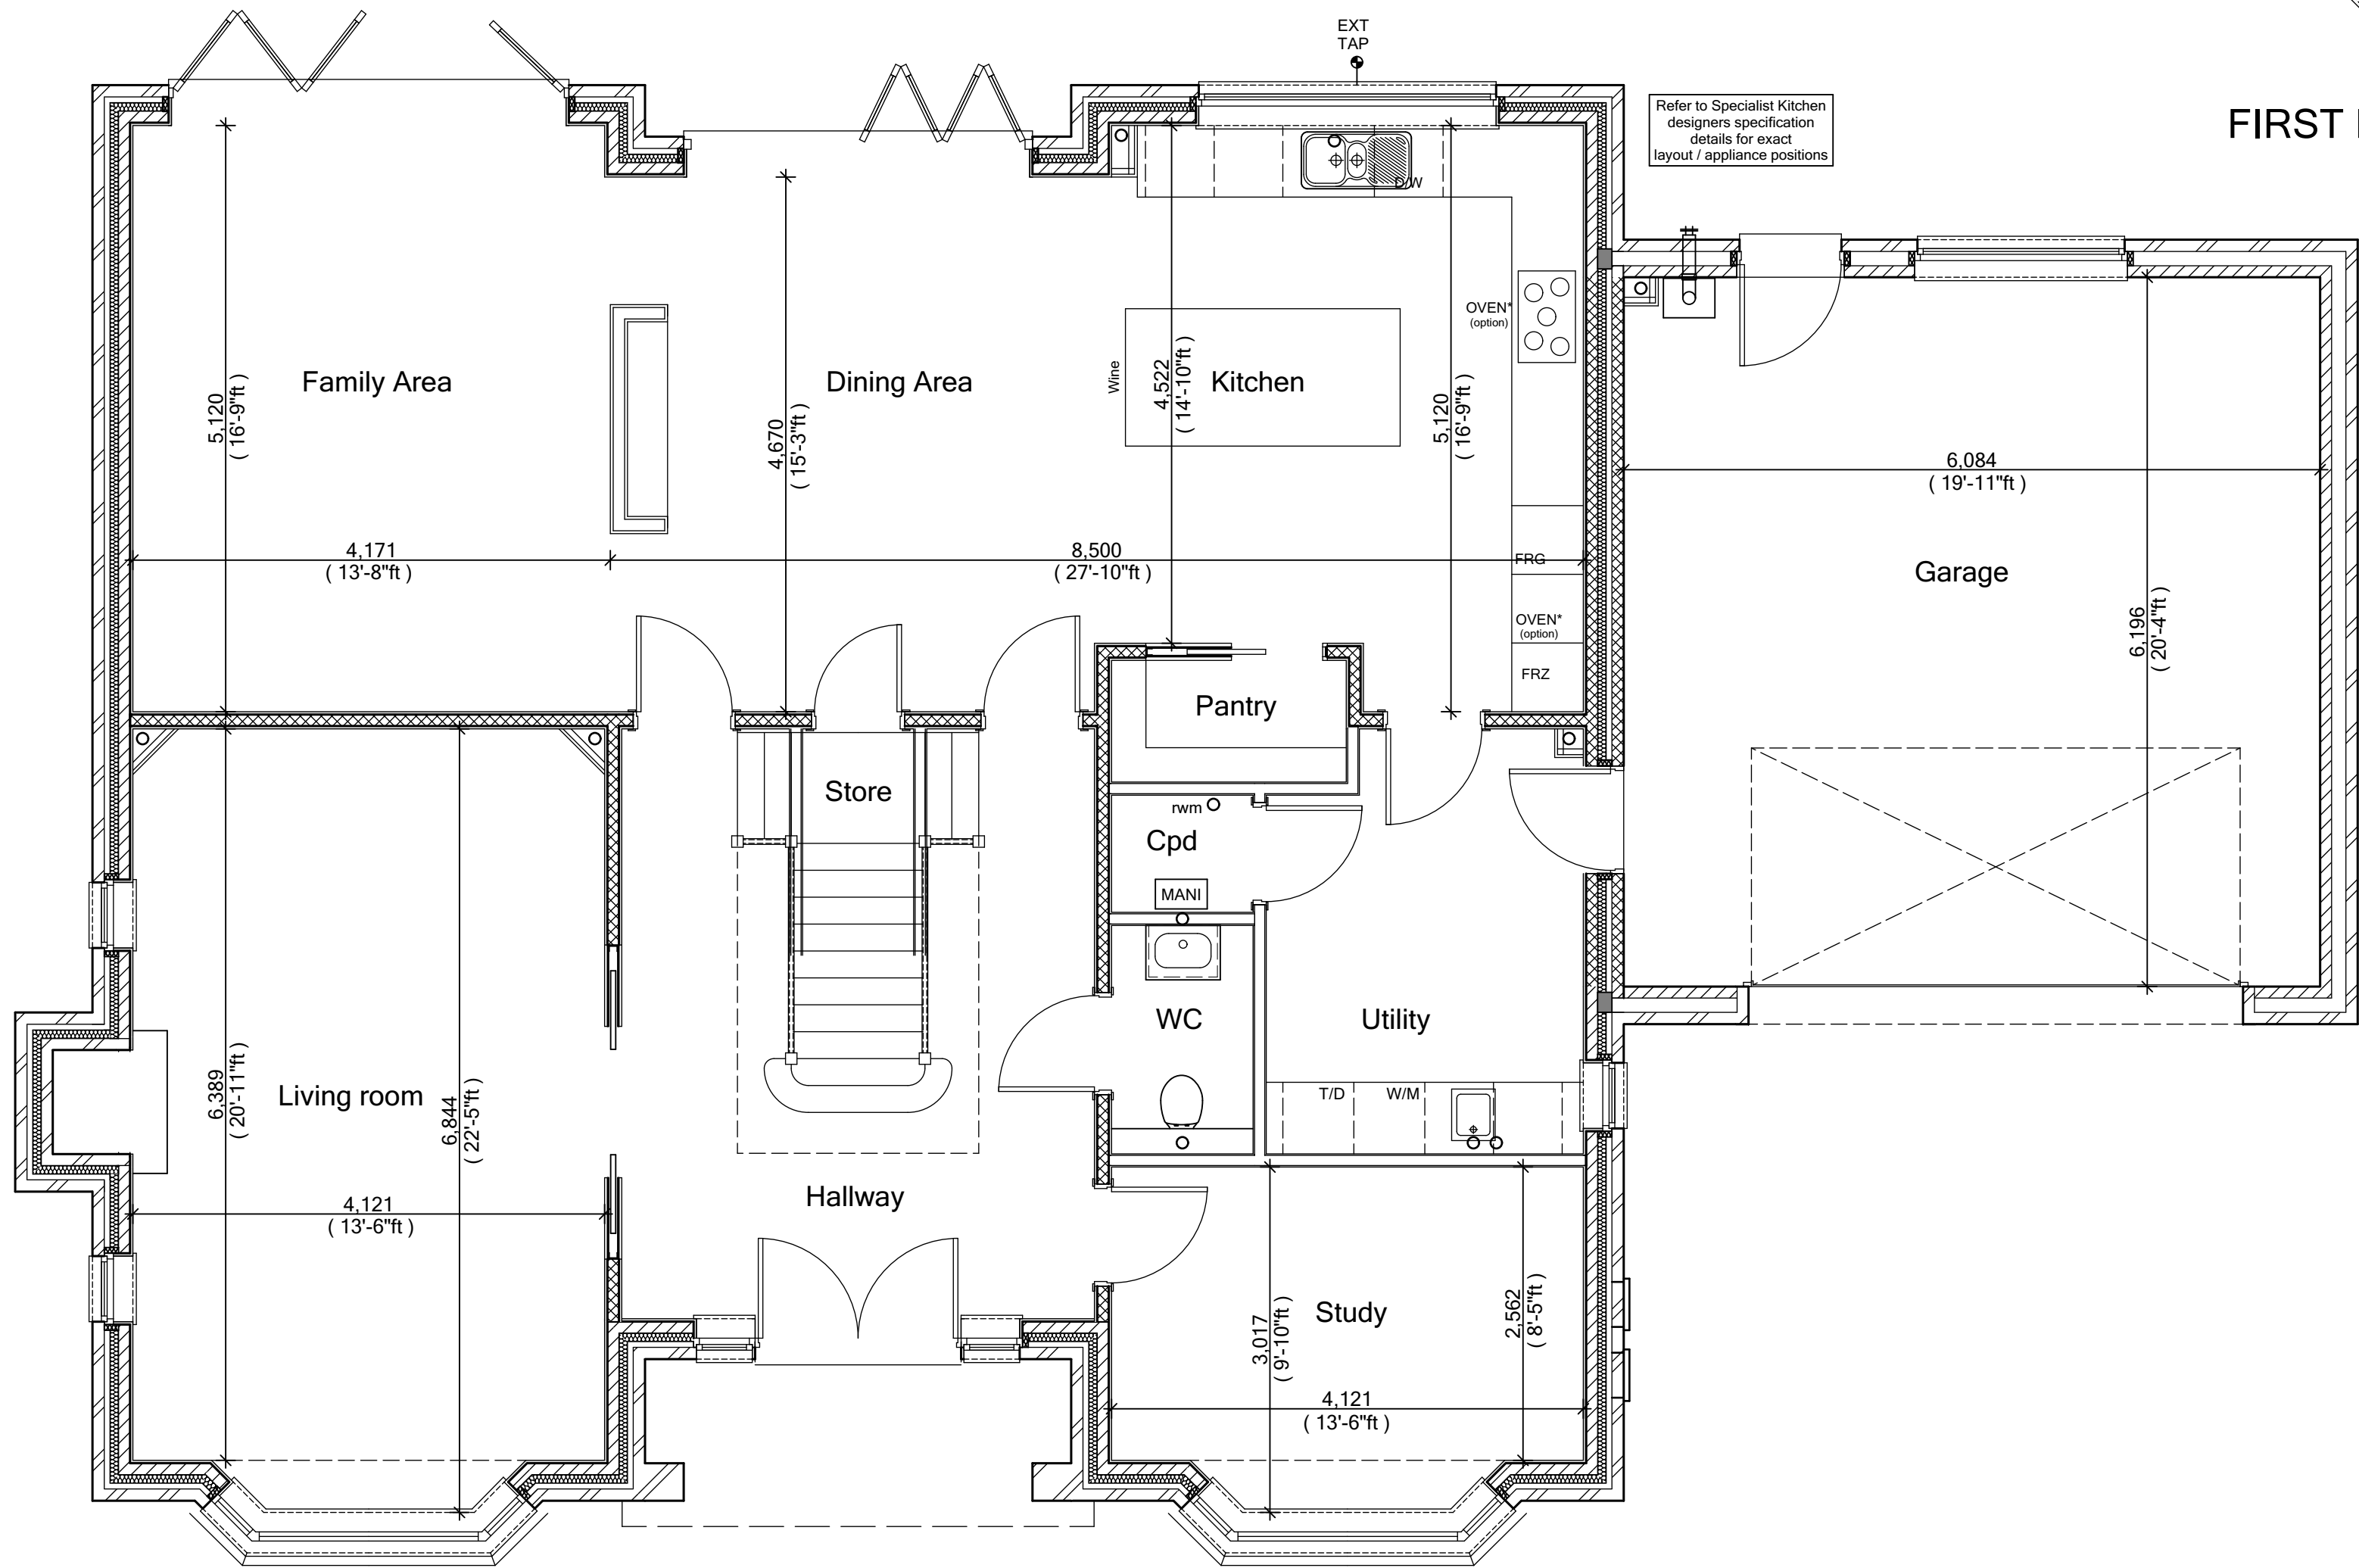 EXT
TAP
Refer to Specialist Kitchen
designers specification
details for exact
layout / appliance positions
FIRST
D/W
OVEN*
(option)
Family Area
Dining Area
Wine
4,522
( 14'-10"ft )
Kitchen
5,120
( 16'-9"ft )
4,670
( 15'-3"ft )
5,120
( 16'-9"ft )
6,084
( 19'-11"ft )
4,171
( 13'-8"ft )
8,500
( 27'-10"ft )
FRG
Garage
OVEN*
(option)
6,196
( 20'-4"ft )
FRZ
Pantry
Store
rwm
Cpd
MANI
WC
Utility
Living room
6,389
( 20'-11"ft )
6,844
( 22'-5"ft )
T/D
W/M
Hallway
4,121
( 13'-6"ft )
Study
3,017
( 9'-10"ft )
2,562
( 8'-5"ft )
4,121
( 13'-6"ft )